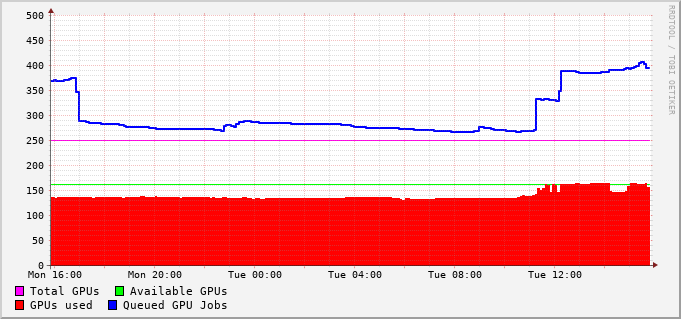 500
450
400
350
300
250
200
150
100
50
0
Mon 16:00 Mon 20:00 Tue 00:00 Tue 04:00 Tue 08:00 Tue 12:00
Total GPUs Available GPUs
GPUs used Queued GPU Jobs
RRDTOOL / TOBI OETIKER